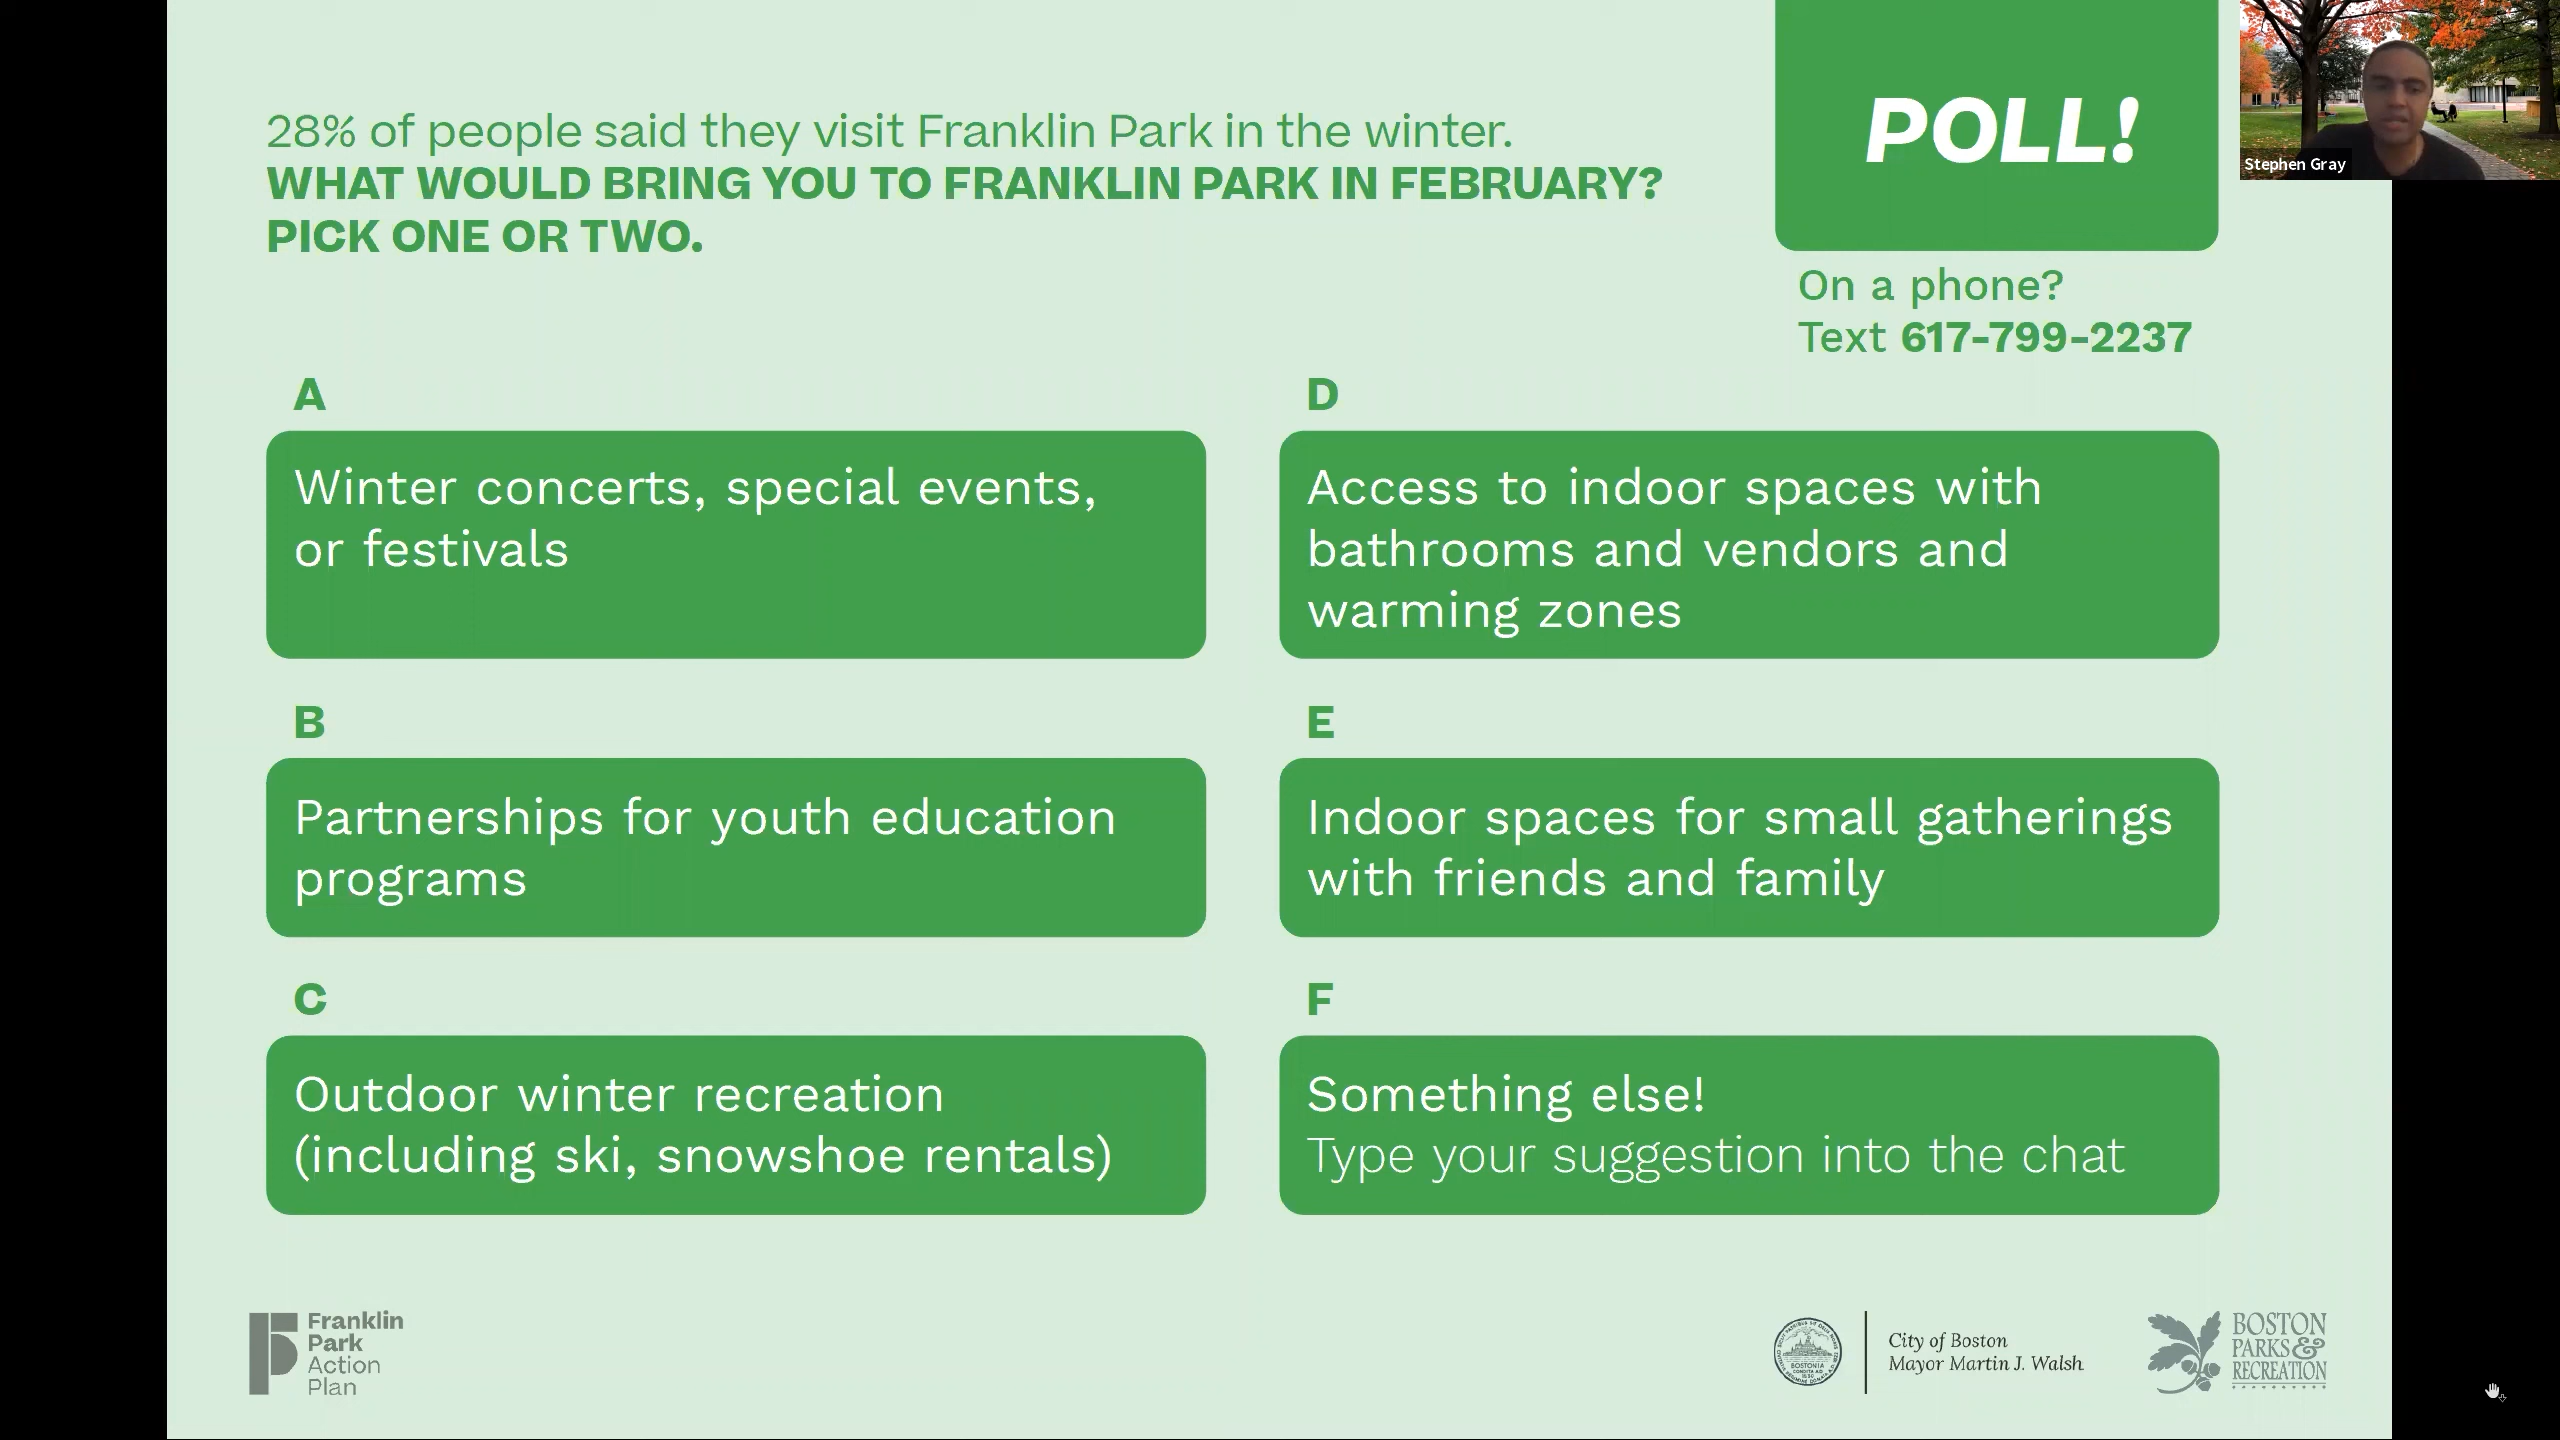 28% of people said they visit Franklin Park in the winter.
WHAT WOULD BRING YOU TO FRANKLIN PARK IN FEBRUARY?
PICK ONE OR TWO.
POLL!
Stephen Gray
On a phone?
Text 617-799-2237
A
Winter concerts, special events,
or festivals
B
Partnerships for youth education
programs
C
Outdoor winter recreation
(including ski, snowshoe rentals)
D
Access to indoor spaces with
bathrooms and vendors and
warming zones
E
Indoor spaces for small gatherings
with friends and family
F
Something else!
Type your suggestion into the chat
Franklin
Park
Action
Plan
BOSTONIA
City of Boston
Mayor Martin J. Walsh
BOSTON
PARKS &
RECREATION